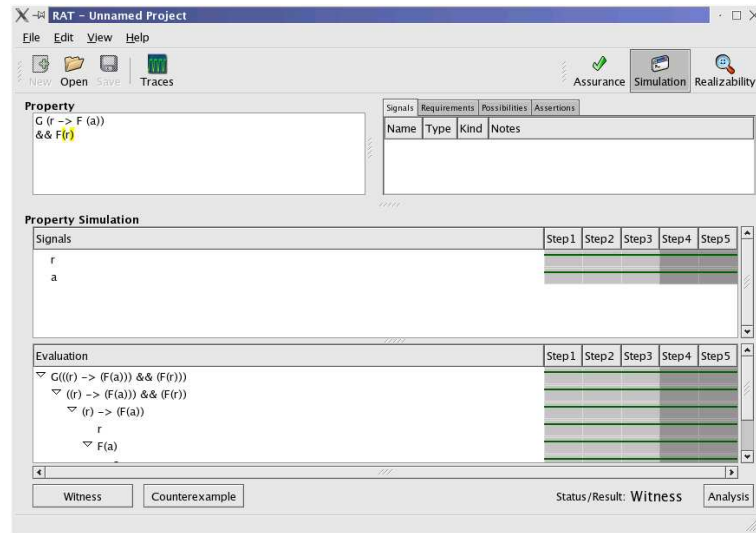 RAT - Unnamed Project
File Edit View Help
New Open Save Traces Assurance Simulation Realizability
Property
G (r -> F (a))
&& F(r)
Signals Requirements Possibilities Assertions
Name Type Kind Notes
Property Simulation
Signals Step1 Step2 Step3 Step4 Step5
r
a
Evaluation Step1 Step2 Step3 Step4 Step5
G(((r) -> (F(a))) && (F(r)))
((r) -> (F(a))) && (F(r))
(r) -> (F(a))
r
F(a)
Witness Counterexample Status/Result: Witness Analysis